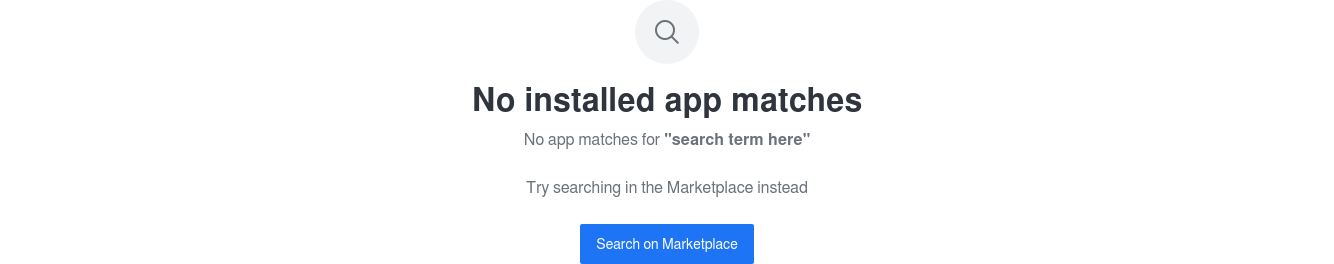 No installed app matches
No app matches for "search term here"
Try searching in the Marketplace instead
Search on Marketplace